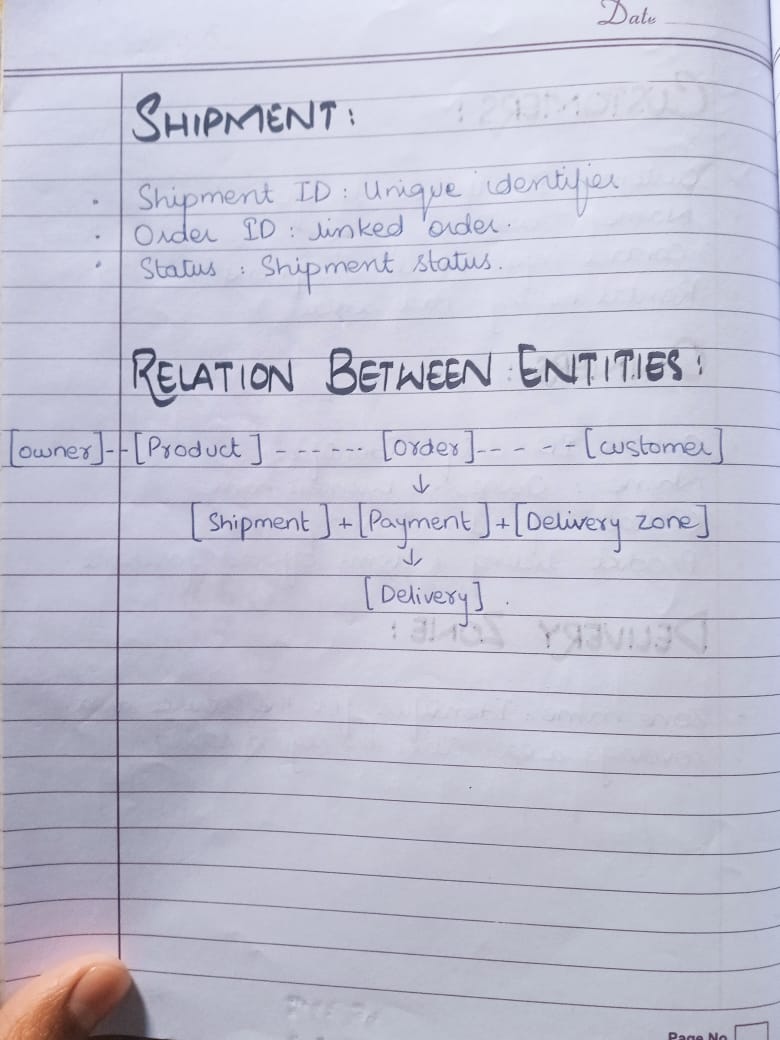 Date
SHIPMENT:
. Shipment ID: Unique identifier
. Order ID: linked order.
. Status: Shipment status.
RELATION BETWEEN ENTITIES:
[owner]--[Product]------[Order]-----[customer]
↓
[Shipment]+[Payment]+[Delivery zone]
↓
[Delivery].
Page No.